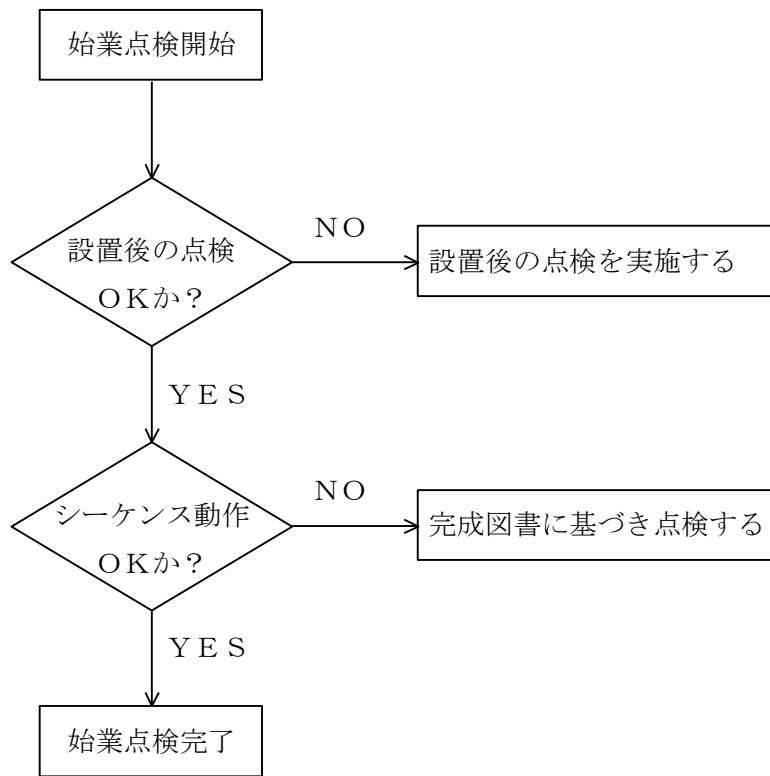 始業点検開始
設置後の点検
ＯＫか？
ＮＯ
設置後の点検を実施する
ＹＥＳ
シーケンス動作
ＯＫか？
ＮＯ
完成図書に基づき点検する
ＹＥＳ
始業点検完了